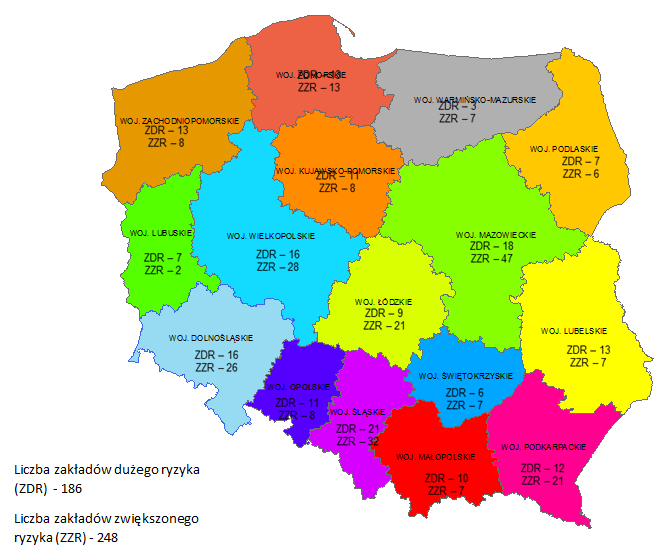 WOJ. POMORSKIE
ZDR – 13
ZZR – 13
WOJ. WARMIŃSKO-MAZURSKIE
ZDR – 3
ZZR – 7
WOJ. ZACHODNIOPOMORSKIE
ZDR – 13
ZZR – 8
WOJ. PODLASKIE
ZDR – 7
ZZR – 6
WOJ. KUJAWSKO-POMORSKIE
ZDR – 11
ZZR – 8
WOJ. LUBUSKIE
ZDR – 7
ZZR – 2
WOJ. WIELKOPOLSKIE
ZDR – 16
ZZR – 28
WOJ. MAZOWIECKIE
ZDR – 18
ZZR – 47
WOJ. ŁÓDZKIE
ZDR – 9
ZZR – 21
WOJ. DOLNOŚLĄSKIE
ZDR – 16
ZZR – 26
WOJ. LUBELSKIE
ZDR – 13
ZZR – 7
WOJ. OPOLSKIE
ZDR – 11
ZZR – 8
WOJ. ŚLĄSKIE
ZDR – 21
ZZR – 32
WOJ. ŚWIĘTOKRZYSKIE
ZDR – 6
ZZR – 7
WOJ. MAŁOPOLSKIE
ZDR – 10
ZZR – 7
WOJ. PODKARPACKIE
ZDR – 12
ZZR – 21
Liczba zakładów dużego ryzyka
(ZDR) - 186
Liczba zakładów zwiększonego
ryzyka (ZZR) - 248